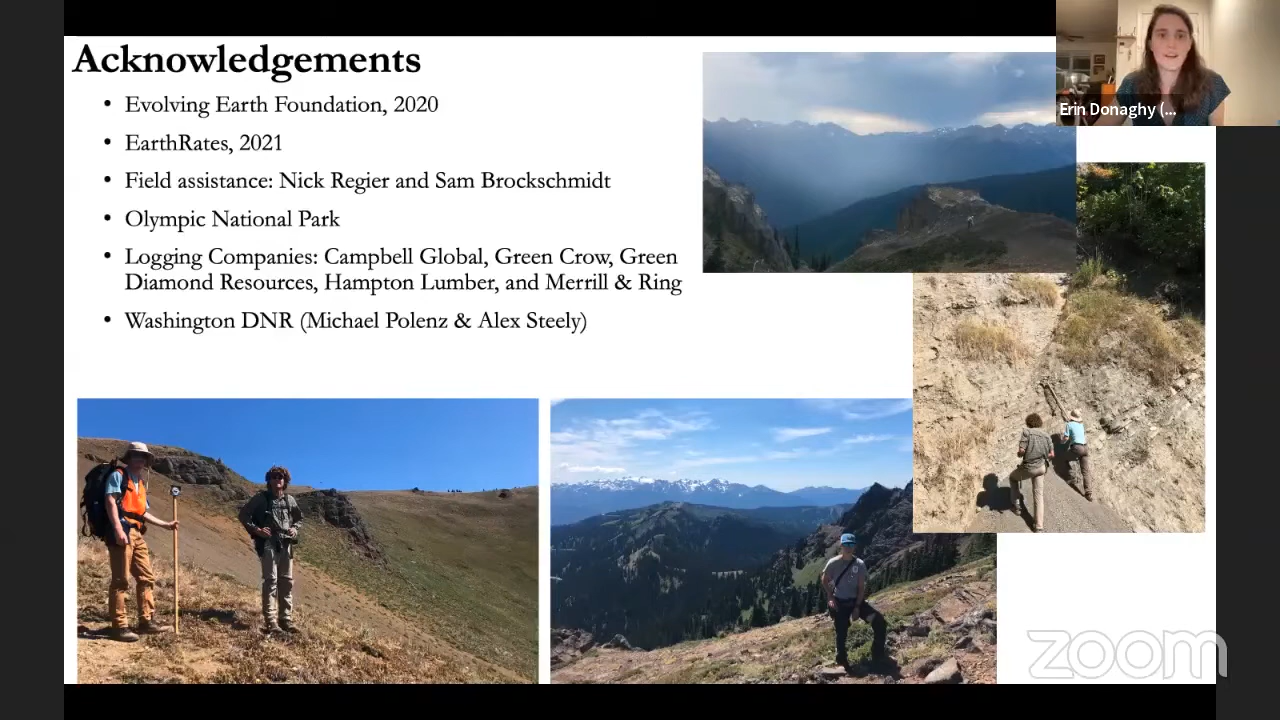 Acknowledgements
• Evolving Earth Foundation, 2020
• EarthRates, 2021
• Field assistance: Nick Regier and Sam Brockschmidt
• Olympic National Park
• Logging Companies: Campbell Global, Green Crow, Green
Diamond Resources, Hampton Lumber, and Merrill & Ring
• Washington DNR (Michael Polenz & Alex Steely)
Erin Donaghy (...
zoom